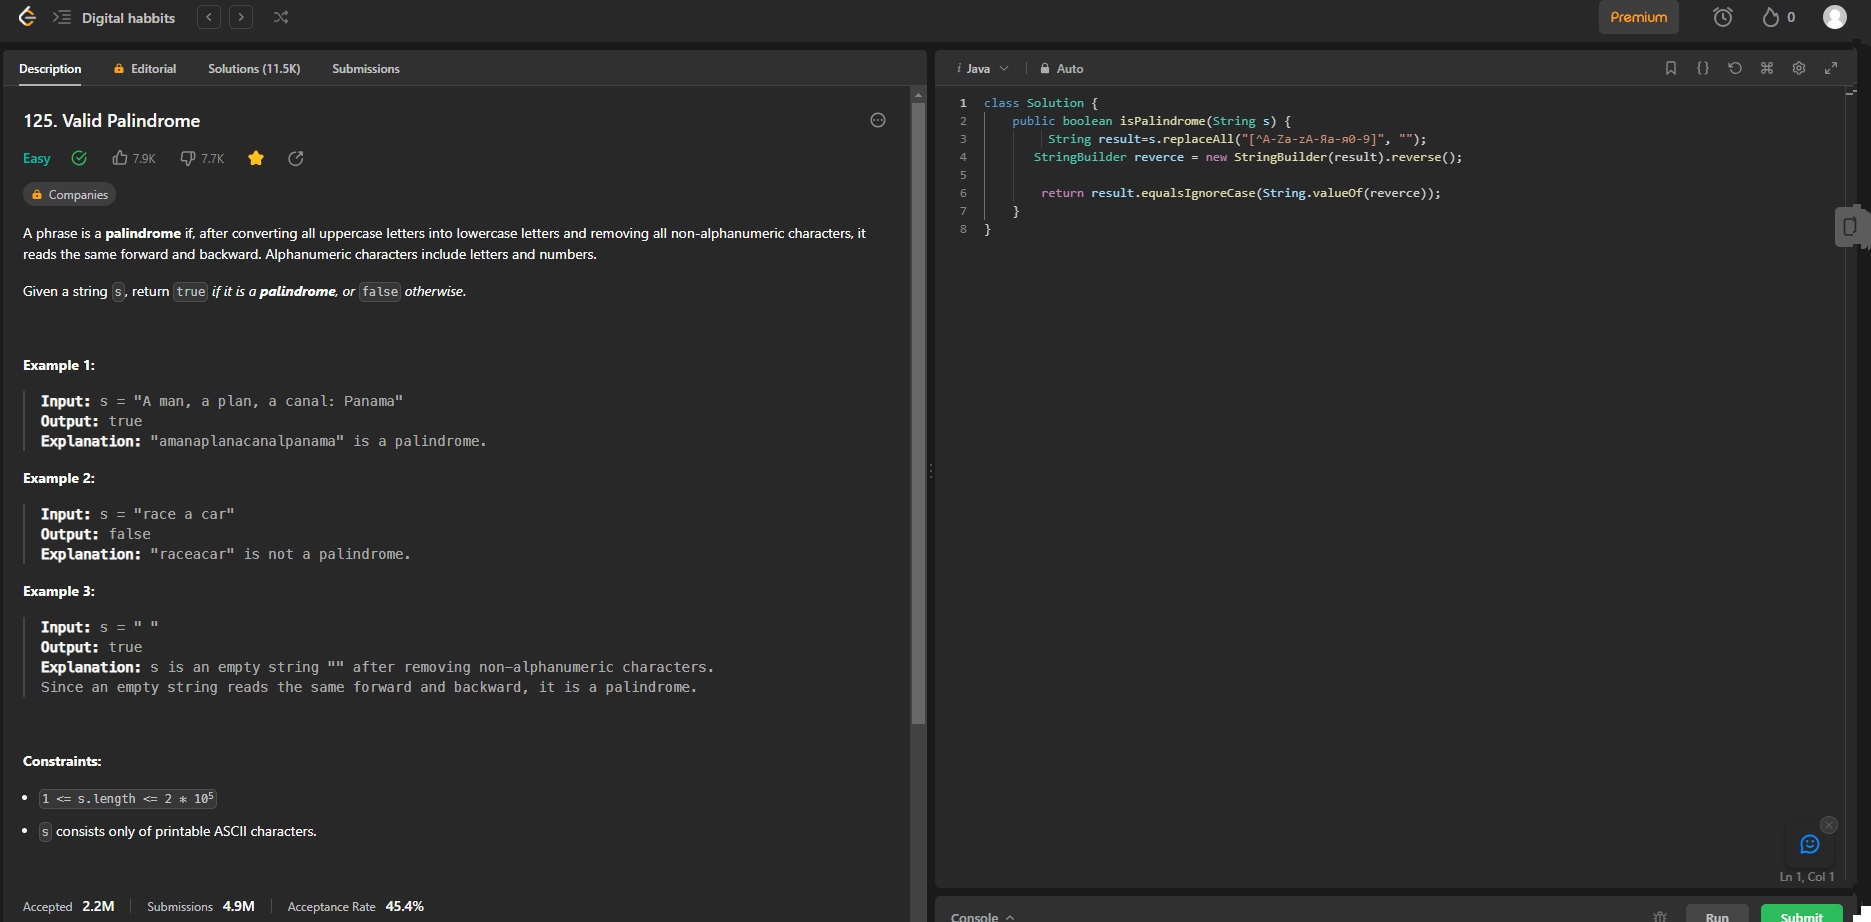 Digital habbits
Premium
0
Description
Editorial
Solutions (11.5K)
Submissions
125. Valid Palindrome
Easy
7.9K
7.7K
Companies
A phrase is a palindrome if, after converting all uppercase letters into lowercase letters and removing all non-alphanumeric characters, it
reads the same forward and backward. Alphanumeric characters include letters and numbers.
Given a string s, return true if it is a palindrome, or false otherwise.
Example 1:
Input: s = "A man, a plan, a canal: Panama"
Output: true
Explanation: "amanaplanacanalpanama" is a palindrome.
Example 2:
Input: s = "race a car"
Output: false
Explanation: "raceacar" is not a palindrome.
Example 3:
Input: s = " "
Output: true
Explanation: s is an empty string "" after removing non-alphanumeric characters.
Since an empty string reads the same forward and backward, it is a palindrome.
Constraints:
• 1 <= s.length <= 2 * 10⁵
• s consists only of printable ASCII characters.
Accepted 2.2M
Submissions 4.9M
Acceptance Rate 45.4%
i Java
Auto
{}
1 class Solution {
2 public boolean isPalindrome(String s) {
3 String result=s.replaceAll("[^A-Za-zА-Яа-я0-9]", "");
4 StringBuilder reverce = new StringBuilder(result).reverse();
5
6 return result.equalsIgnoreCase(String.valueOf(reverce));
7 }
8 }
Ln 1, Col 1
Console
Run
Submit